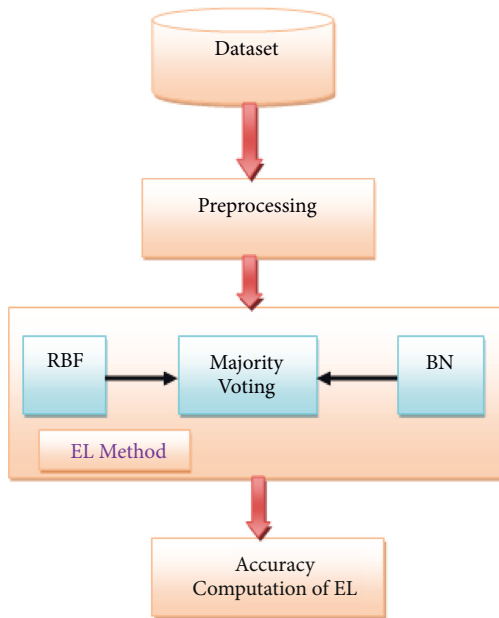 Dataset
Preprocessing
RBF
Majority
Voting
BN
EL Method
Accuracy
Computation of EL